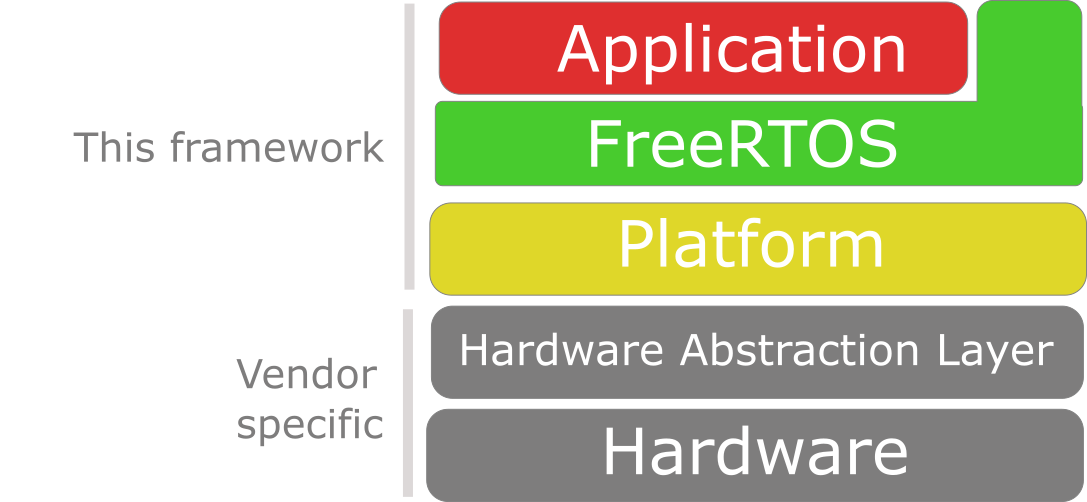 Application
FreeRTOS
This framework
Platform
Hardware Abstraction Layer
Vendor
specific
Hardware